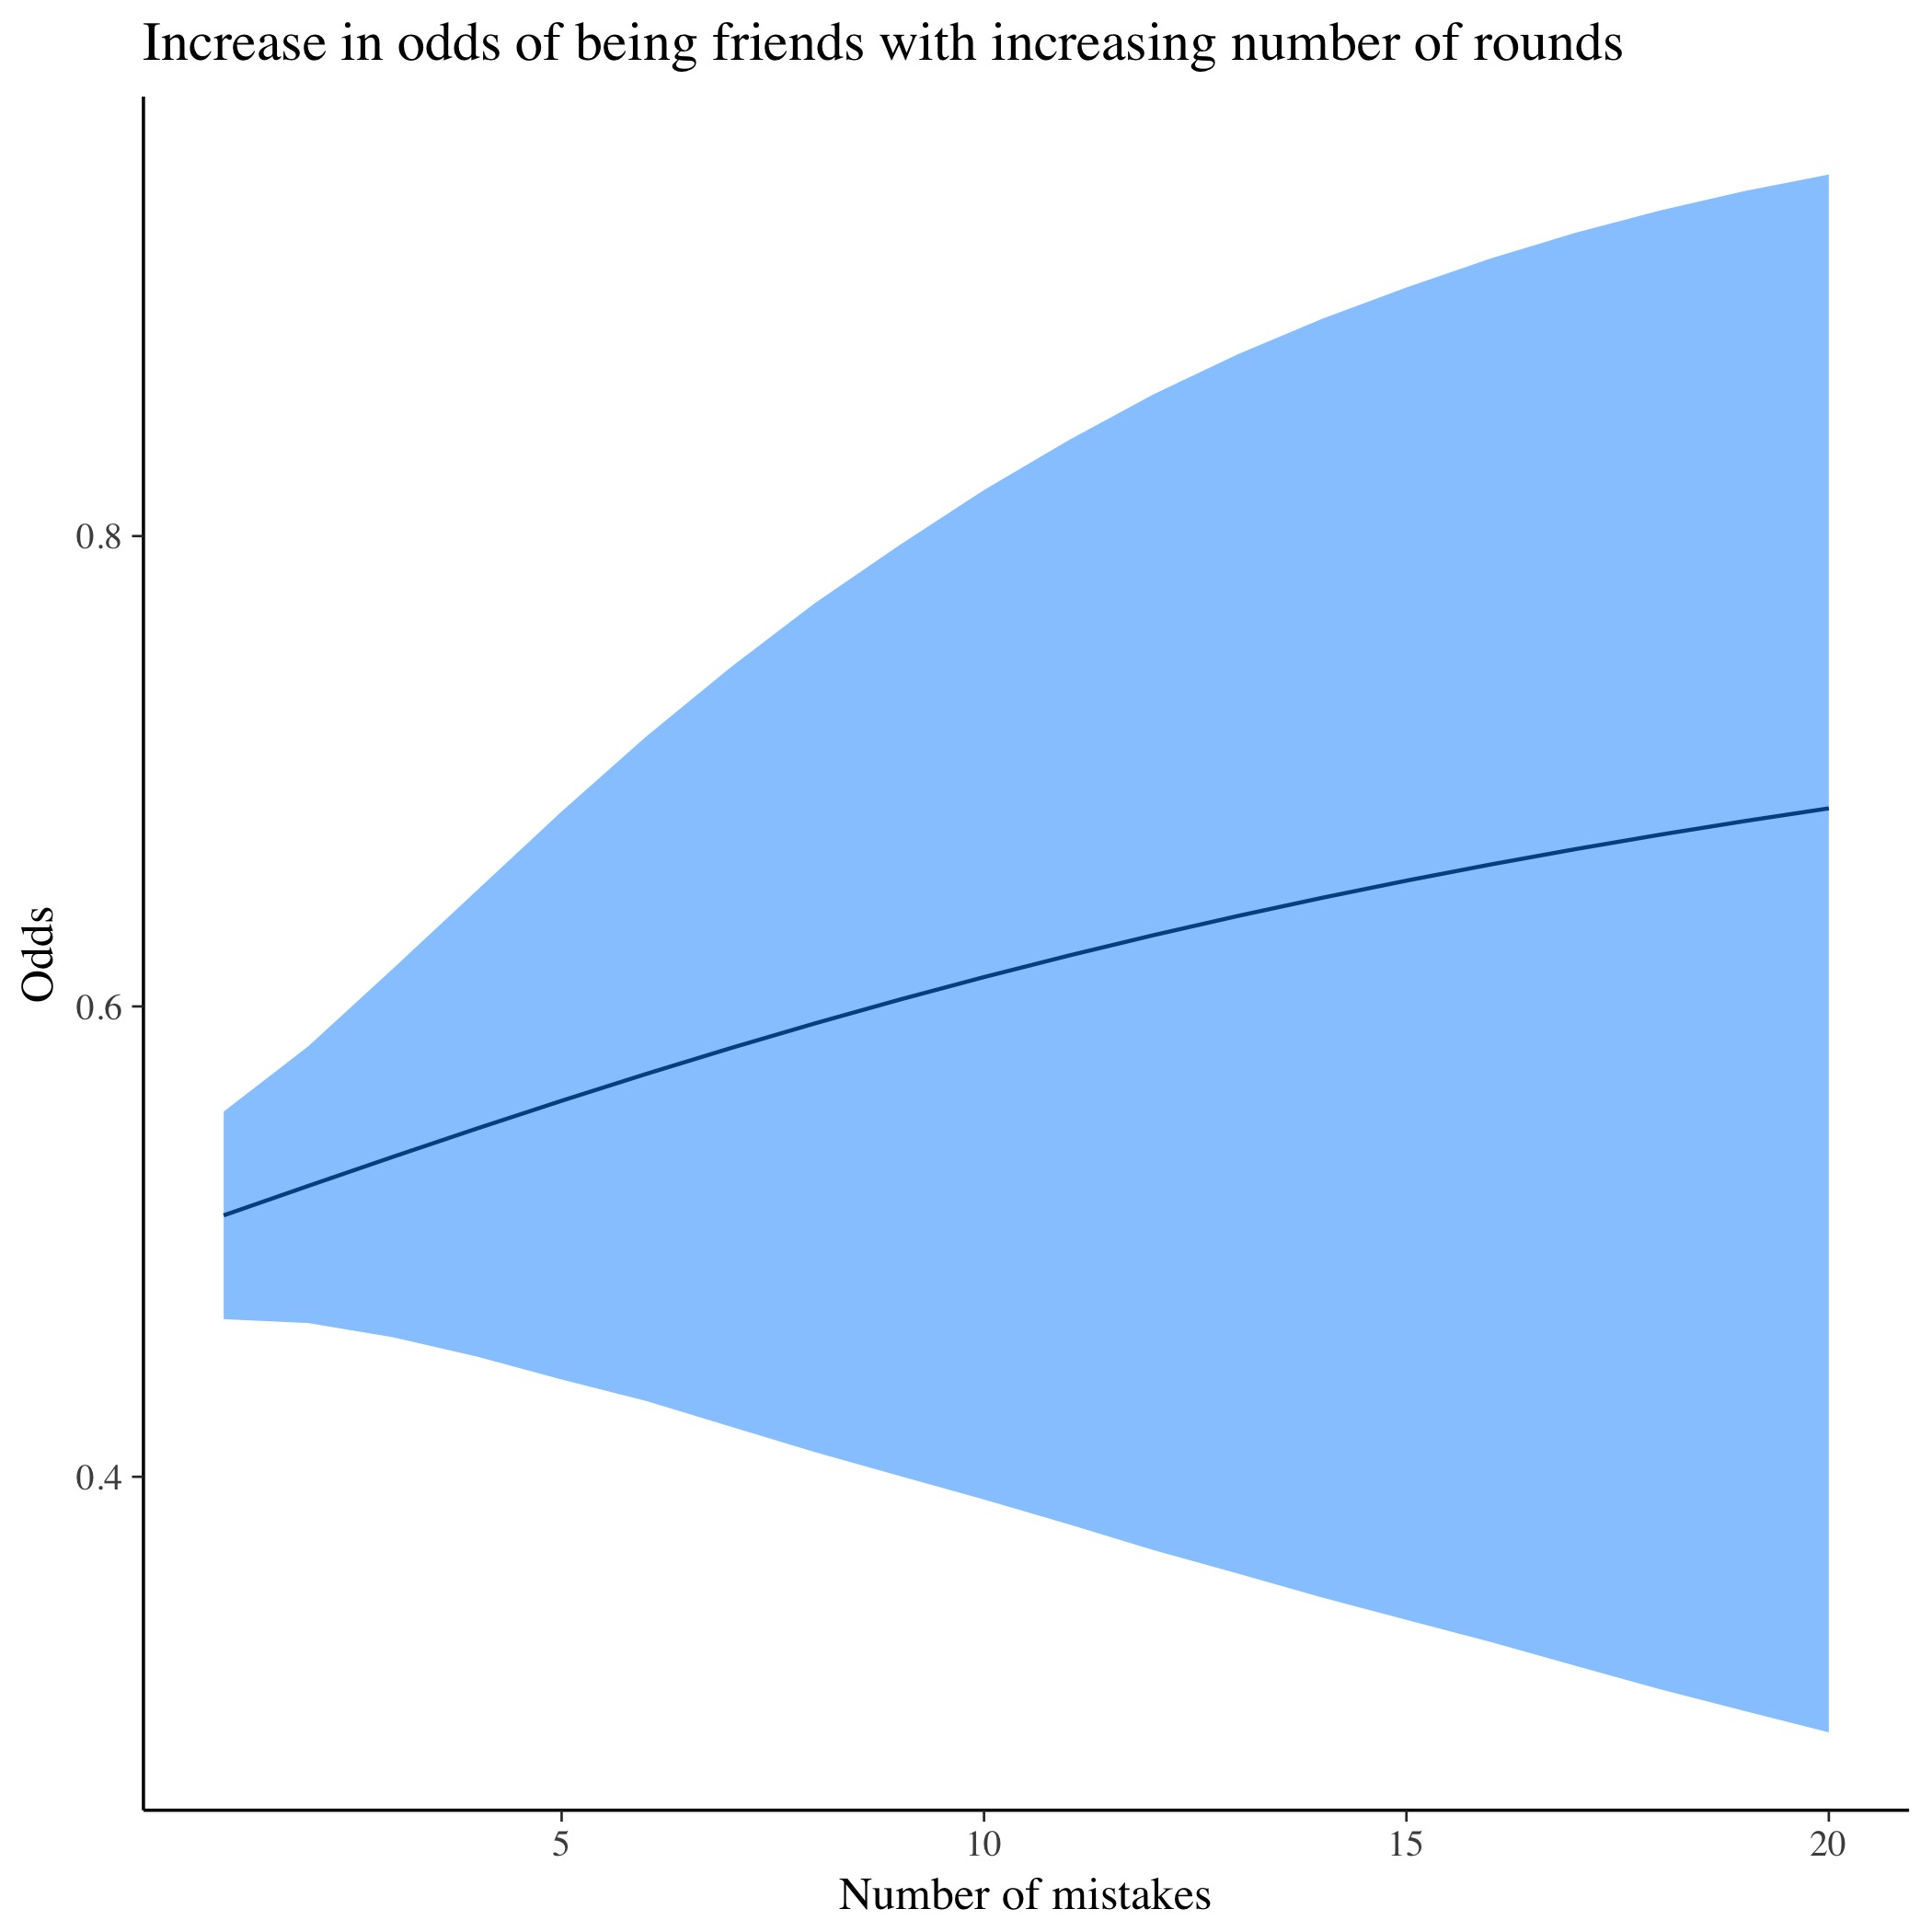 Increase in odds of being friends with increasing number of rounds
Odds
0.8
0.6
0.4
5
10
15
20
Number of mistakes